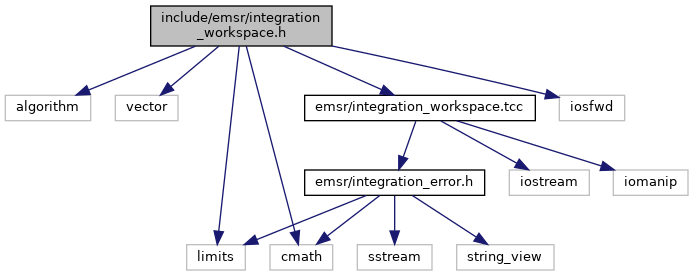 include/emsr/integration
_workspace.h
algorithm
vector
emsr/integration_workspace.tcc
iosfwd
emsr/integration_error.h
iostream
iomanip
limits
cmath
sstream
string_view